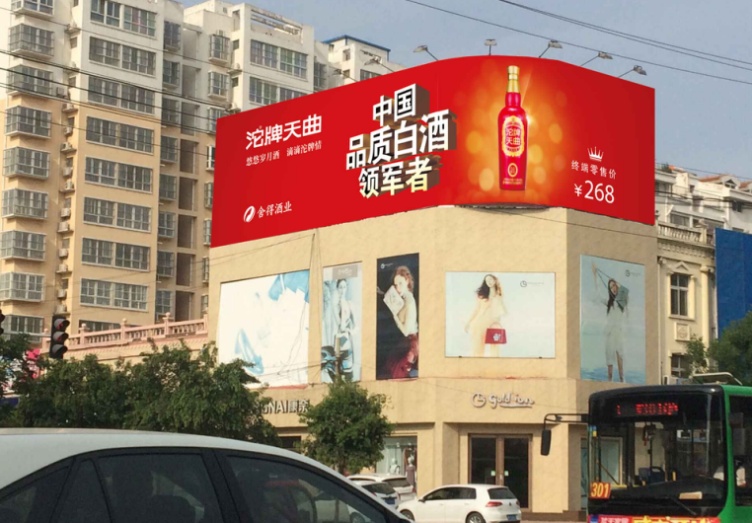 沱牌天曲
悠悠岁月酒 滴滴沱牌情
舍得酒业
中国
品质白酒
领军者
沱牌
天曲
终端零售价
¥268
301